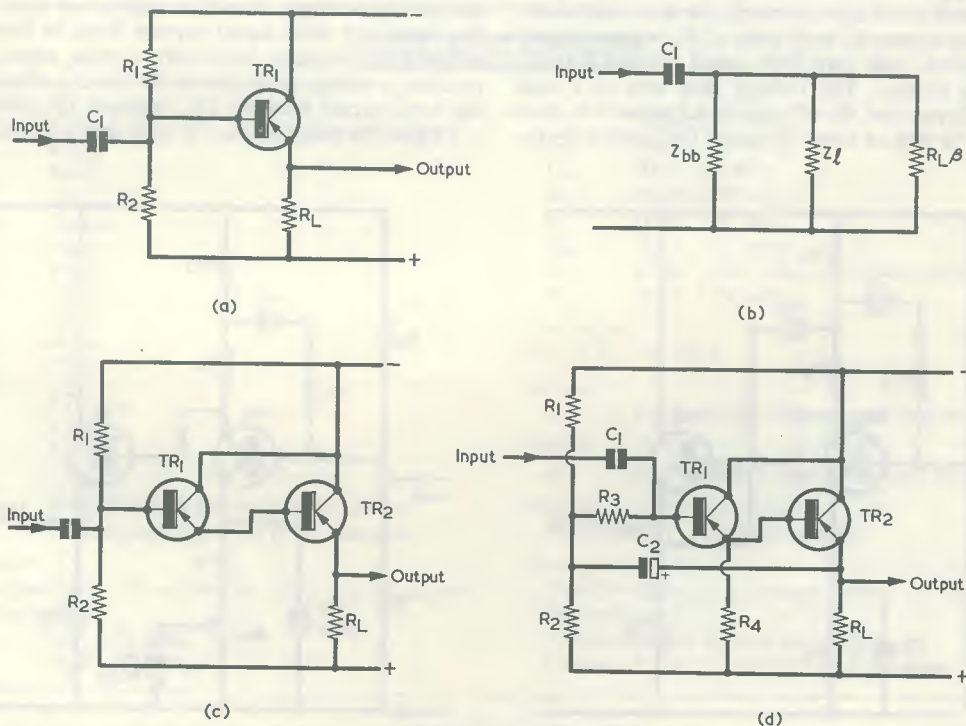 −
R1
TR1
Input
C1
Output
R2
RL
+
(a)
C1
Input
Zbb
Zl
RLβ
(b)
−
R1
TR1
Input
TR2
Output
R2
RL
+
(c)
−
R1
C1
Input
TR1
R3
TR2
C2
+
Output
R2
R4
RL
+
(d)